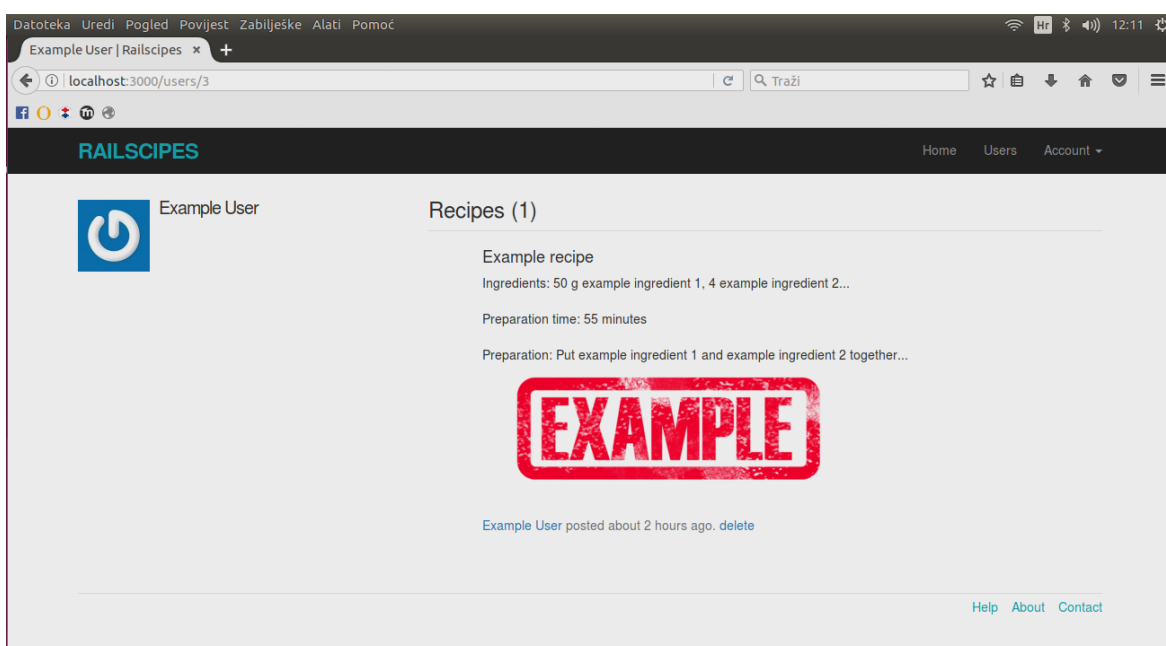 Datoteka Uredi Pogled Povijest Zabilješke Alati Pomoć
Hr 12:11
Example User | Railscipes
localhost:3000/users/3
Traži
RAILSCIPES
Home Users Account
Example User
Recipes (1)
Example recipe
Ingredients: 50 g example ingredient 1, 4 example ingredient 2...
Preparation time: 55 minutes
Preparation: Put example ingredient 1 and example ingredient 2 together...
EXAMPLE
Example User posted about 2 hours ago. delete
Help About Contact